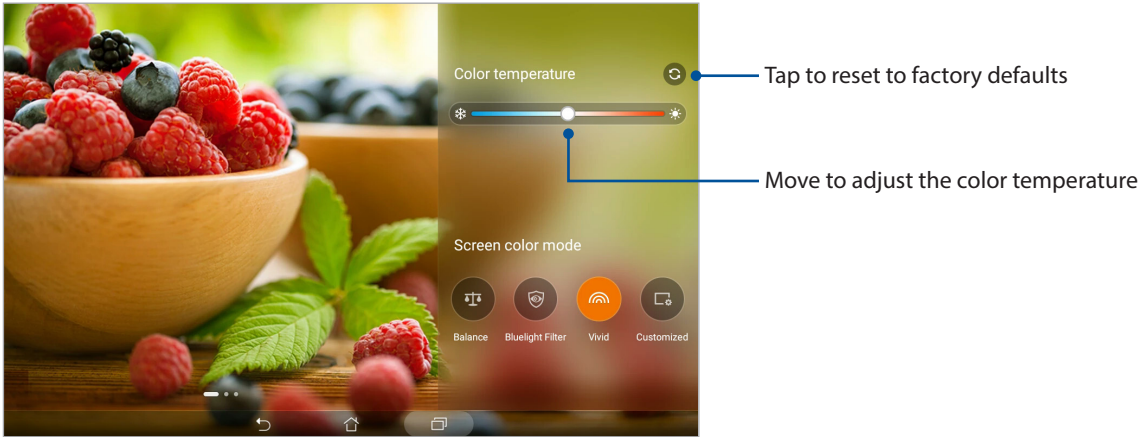 Color temperature
Tap to reset to factory defaults
Move to adjust the color temperature
Screen color mode
Balance
Bluelight Filter
Vivid
Customized